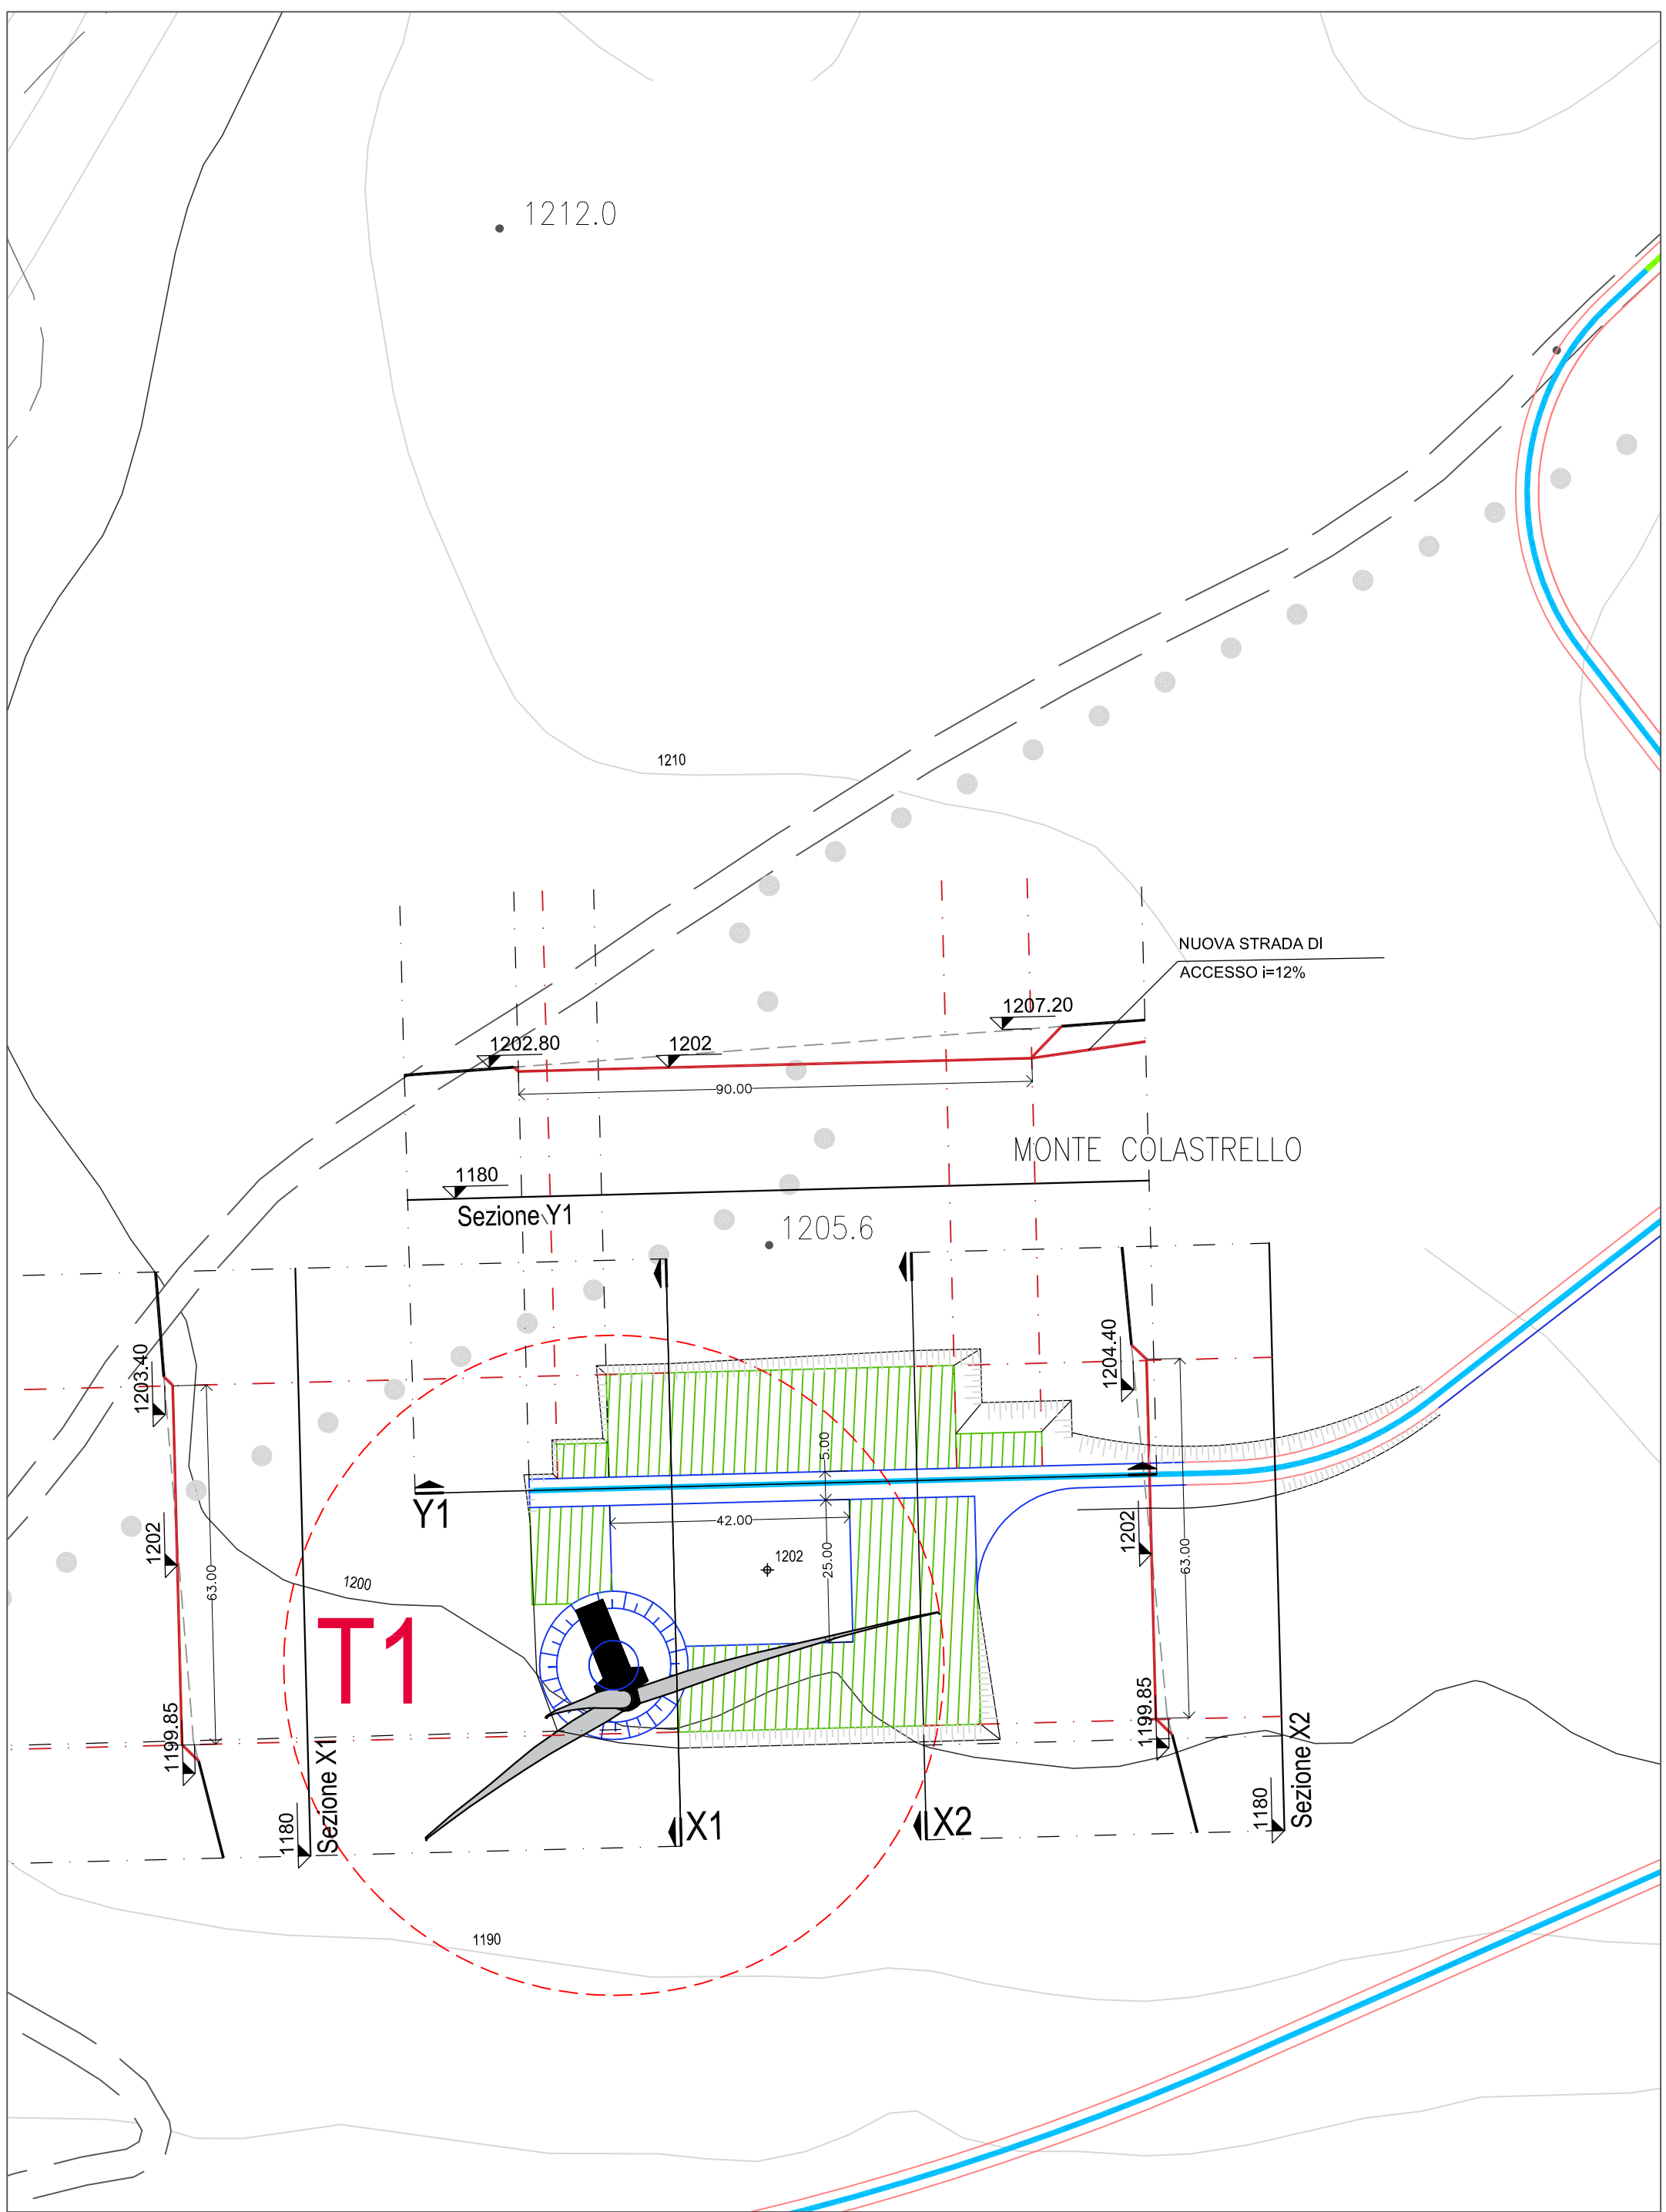 1212.0
1210
NUOVA STRADA DI
ACCESSO i=12%
1207.20
1202.80
1202
90.00
MONTE COLASTRELLO
1180
Sezione Y1
1205.6
1203.40
1204.40
5.00
Y1
42.00
1202
1202
1202
25.00
63.00
63.00
1200
T1
1199.85
1199.85
Sezione X1
Sezione X2
1180
1180
X1
X2
1190